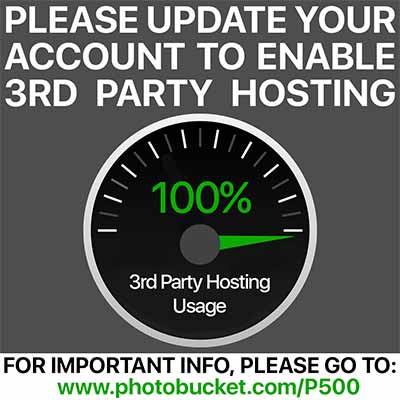 PLEASE UPDATE YOUR
ACCOUNT TO ENABLE
3RD PARTY HOSTING
100%
3rd Party Hosting
Usage
FOR IMPORTANT INFO, PLEASE GO TO:
www.photobucket.com/P500